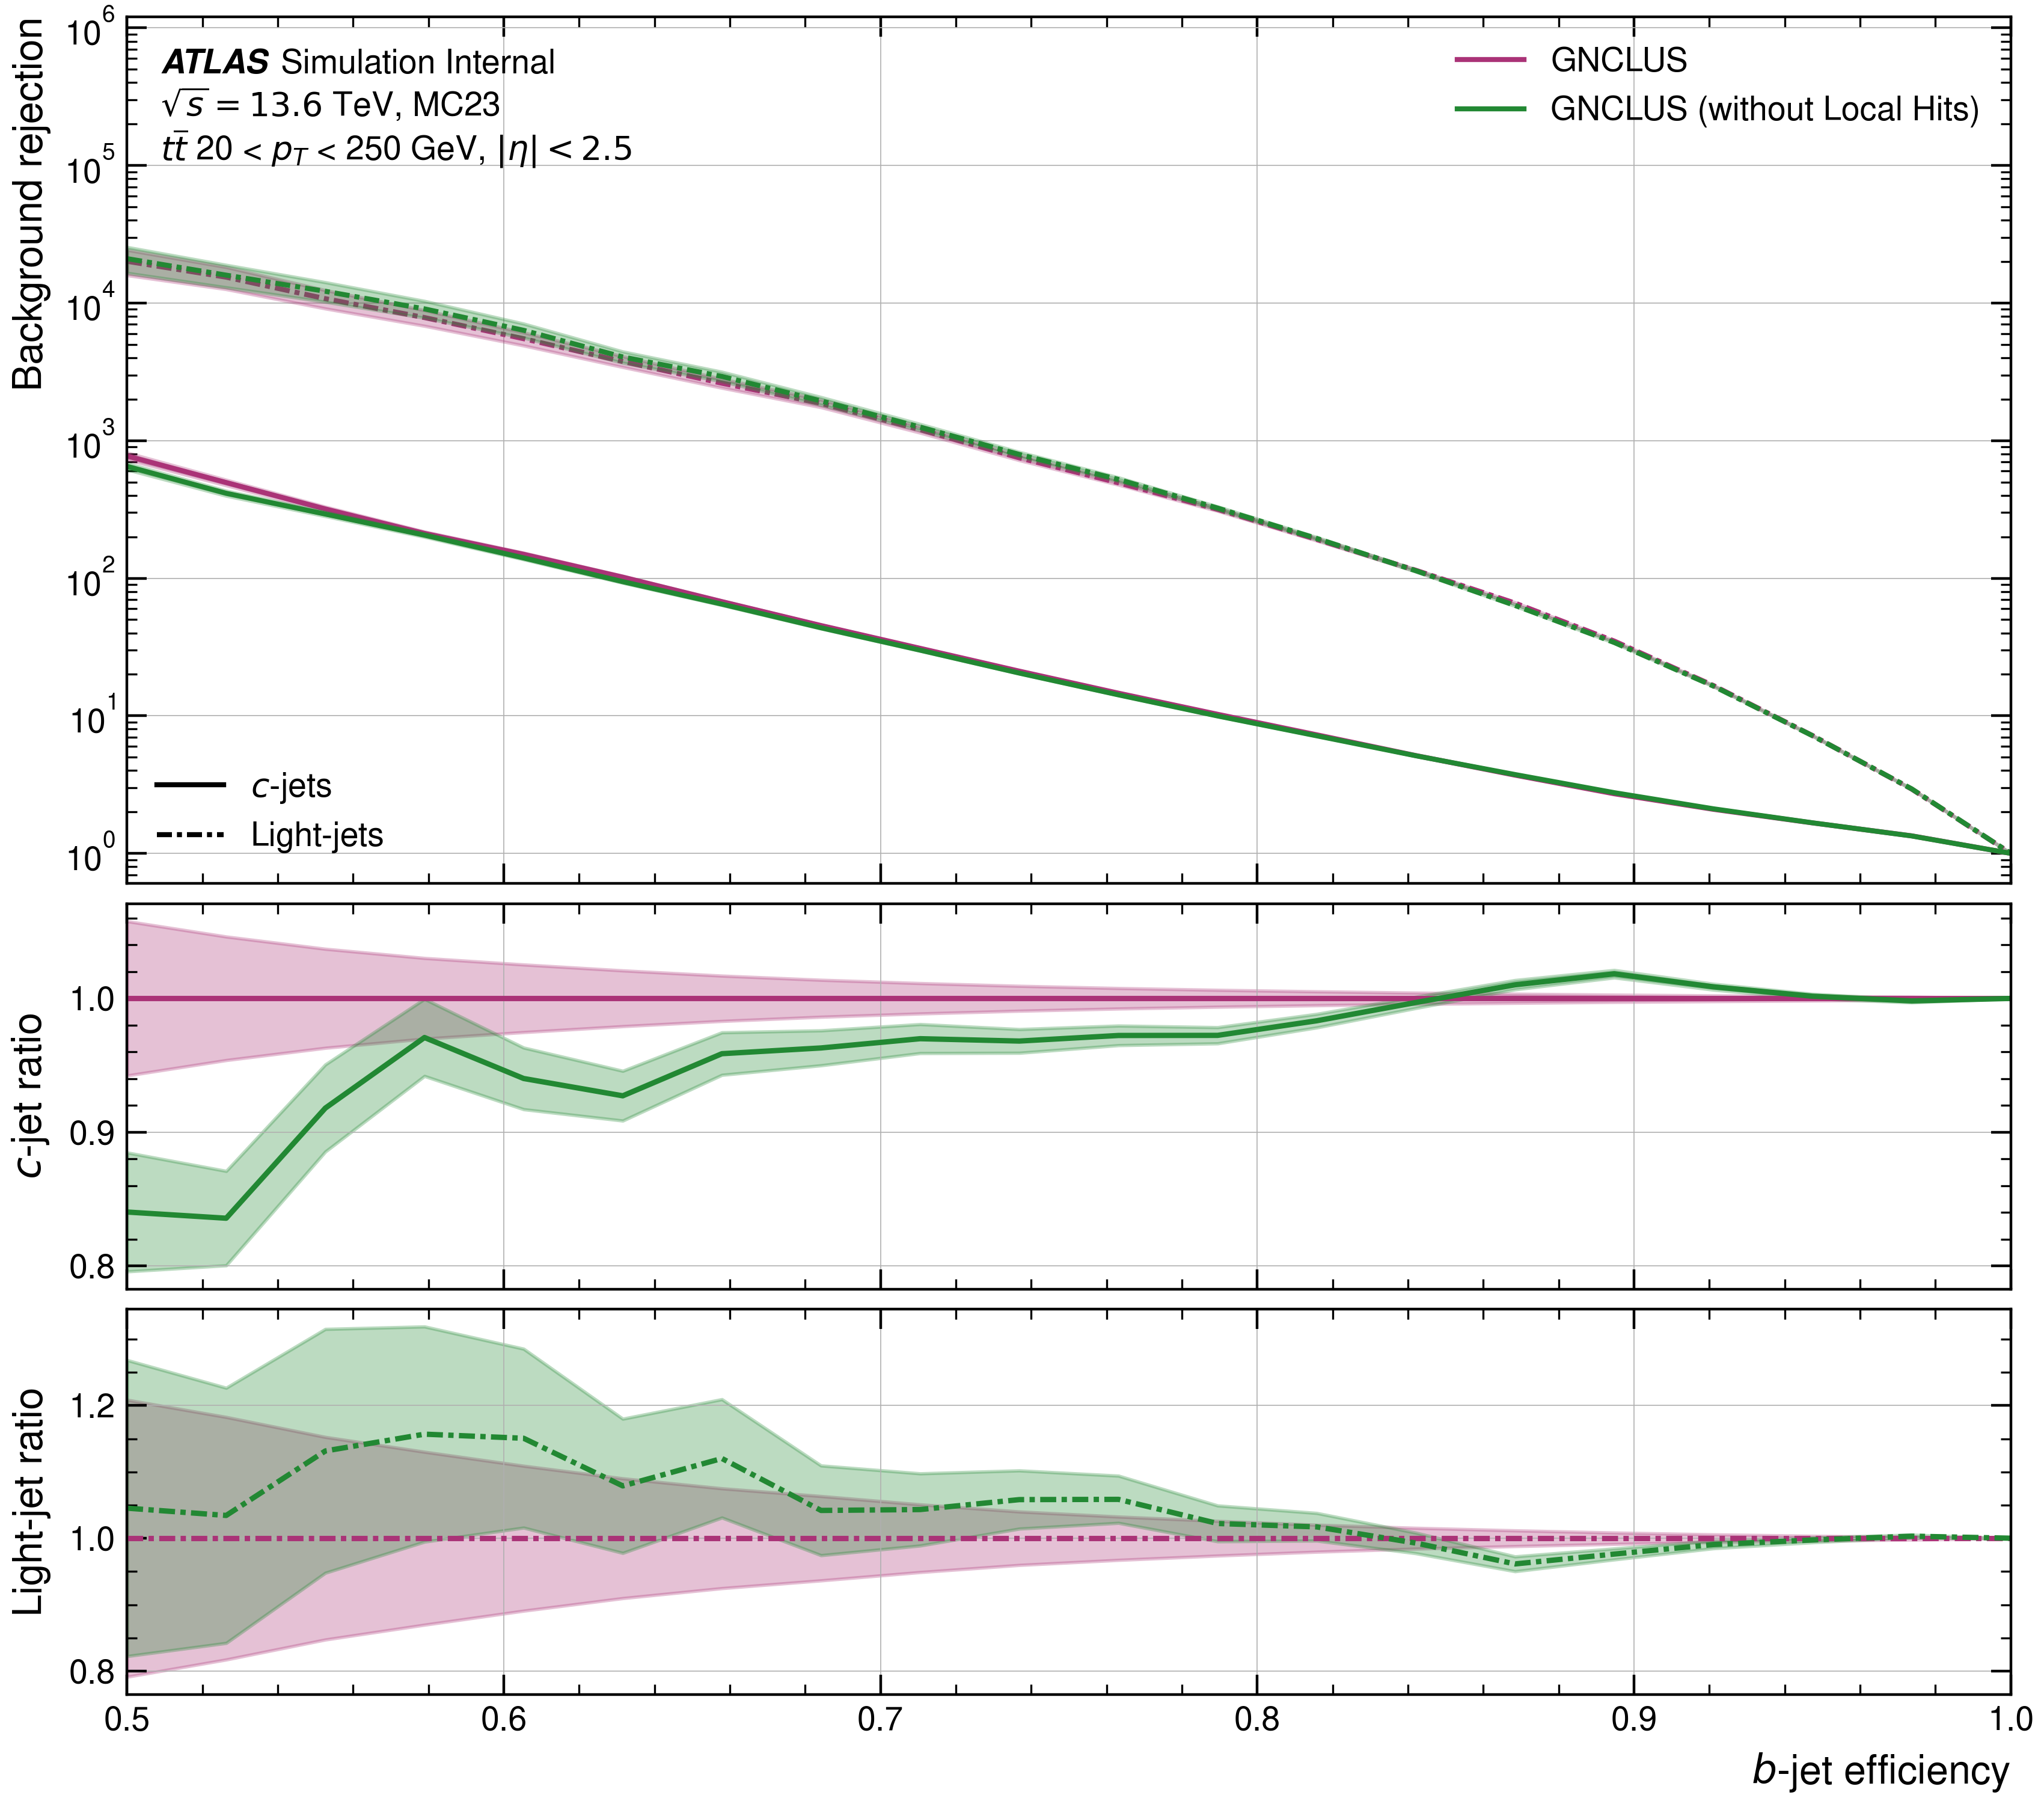 Background rejection
10^6
10^5
10^4
10^3
10^2
10^1
10^0
ATLAS Simulation Internal
√s = 13.6 TeV, MC23
tt̄ 20 < p_T < 250 GeV, |η| < 2.5
GNCLUS
GNCLUS (without Local Hits)
c-jets
Light-jets
c-jet ratio
1.0
0.9
0.8
Light-jet ratio
1.2
1.0
0.8
0.5 0.6 0.7 0.8 0.9 1.0
b-jet efficiency